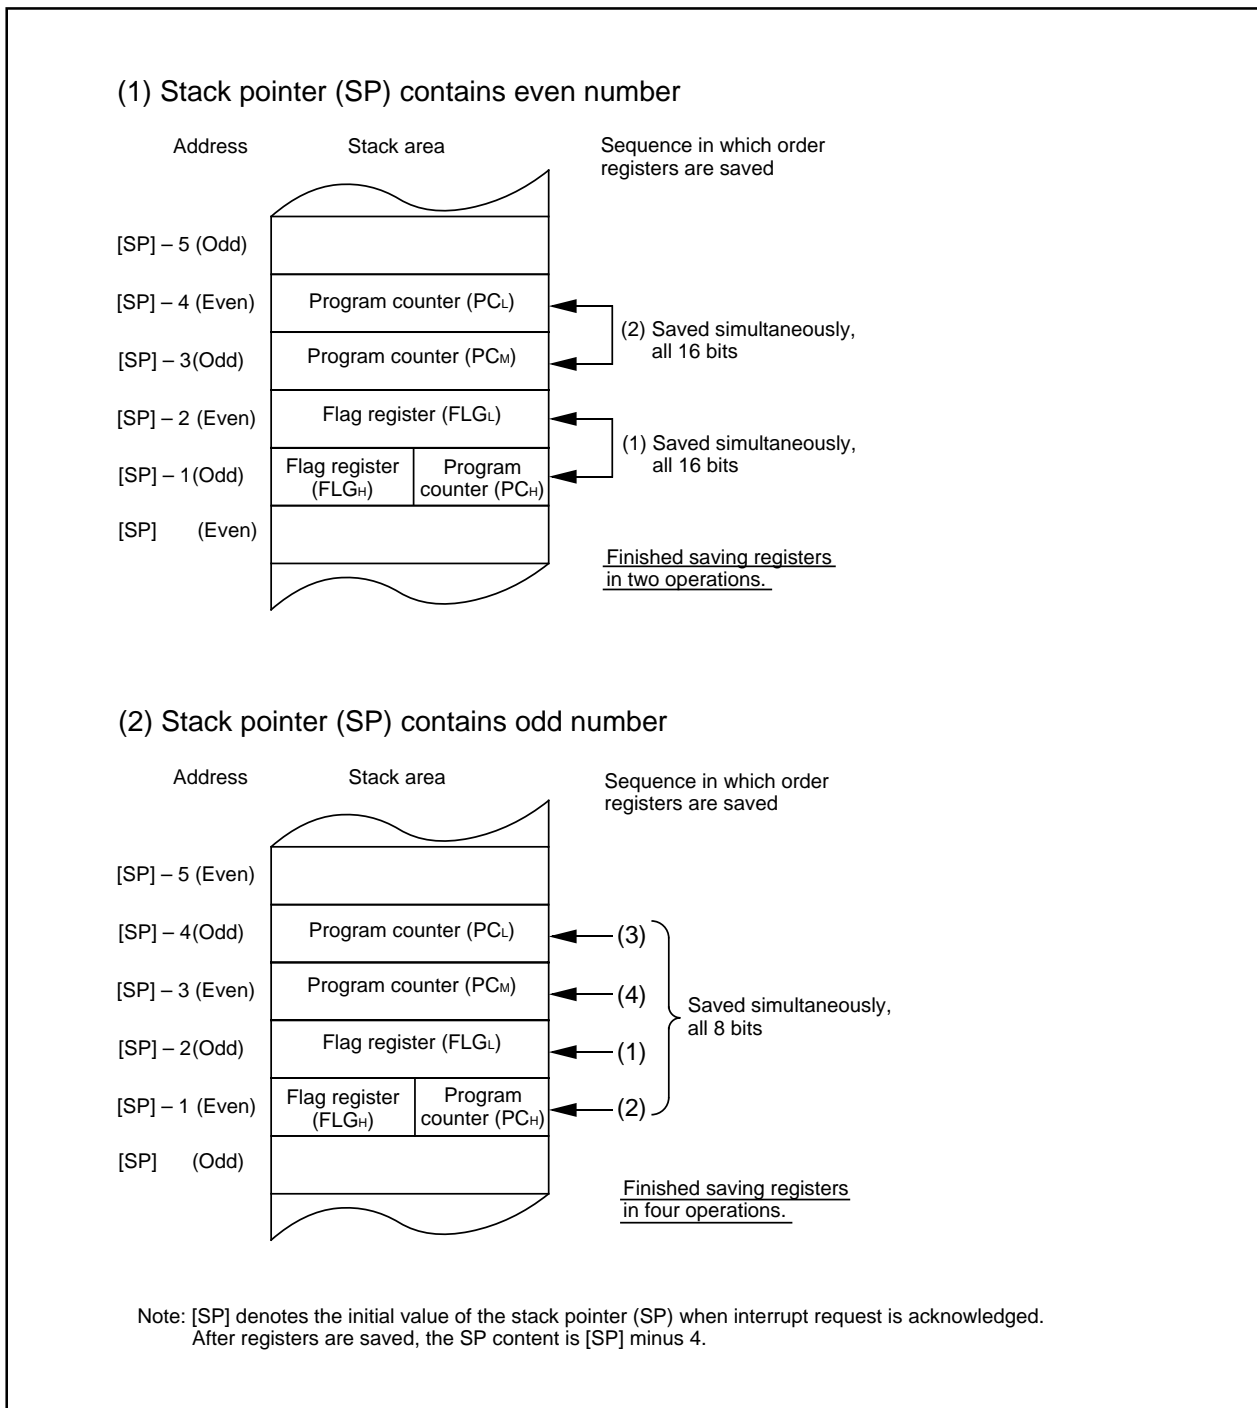 (1) Stack pointer (SP) contains even number
Address
Stack area
Sequence in which order
registers are saved
[SP] – 5 (Odd)
[SP] – 4 (Even)
Program counter (PCL)
[SP] – 3(Odd)
Program counter (PCM)
(2) Saved simultaneously,
all 16 bits
[SP] – 2 (Even)
Flag register (FLGL)
[SP] – 1(Odd)
Flag register
(FLGH)
Program
counter (PCH)
(1) Saved simultaneously,
all 16 bits
[SP] (Even)
Finished saving registers
in two operations.
(2) Stack pointer (SP) contains odd number
Address
Stack area
Sequence in which order
registers are saved
[SP] – 5 (Even)
[SP] – 4(Odd)
Program counter (PCL)
(3)
[SP] – 3 (Even)
Program counter (PCM)
(4)
Saved simultaneously,
all 8 bits
[SP] – 2(Odd)
Flag register (FLGL)
(1)
[SP] – 1 (Even)
Flag register
(FLGH)
Program
counter (PCH)
(2)
[SP] (Odd)
Finished saving registers
in four operations.
Note: [SP] denotes the initial value of the stack pointer (SP) when interrupt request is acknowledged.
After registers are saved, the SP content is [SP] minus 4.